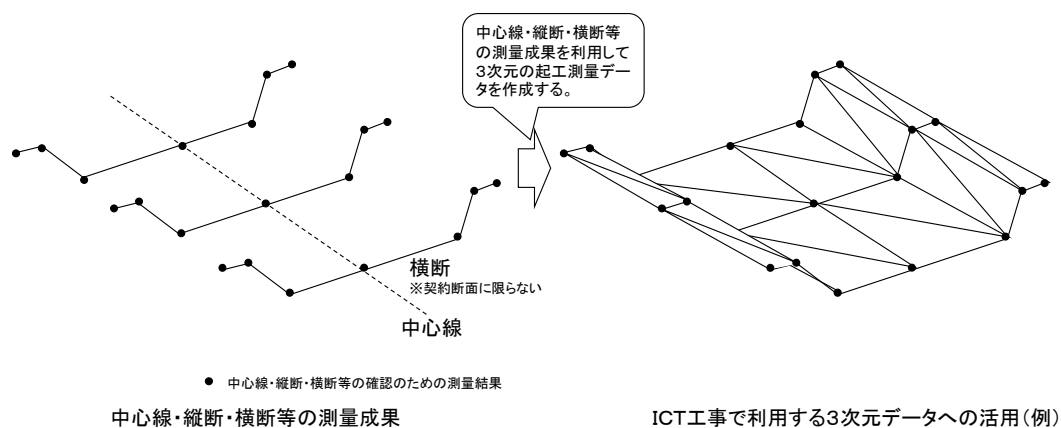 中心線・縦断・横断等
の測量成果を利用して
３次元の起工測量デー
タを作成する。
横断
※契約断面に限らない
中心線
● 中心線・縦断・横断等の確認のための測量結果
中心線・縦断・横断等の測量成果
ICT工事で利用する3次元データへの活用（例）